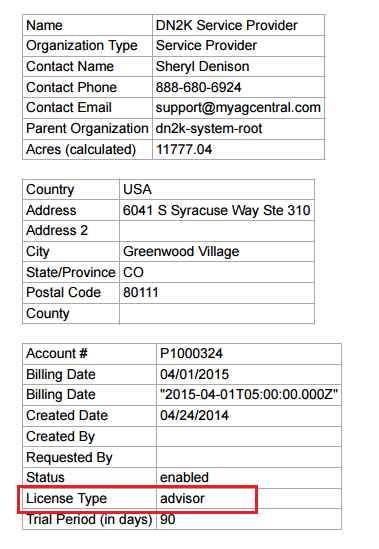 Name DN2K Service Provider
Organization Type Service Provider
Contact Name Sheryl Denison
Contact Phone 888-680-6924
Contact Email support@myagcentral.com
Parent Organization dn2k-system-root
Acres (calculated) 11777.04
Country USA
Address 6041 S Syracuse Way Ste 310
Address 2
City Greenwood Village
State/Province CO
Postal Code 80111
County
Account # P1000324
Billing Date 04/01/2015
Billing Date "2015-04-01T05:00:00.000Z"
Created Date 04/24/2014
Created By
Requested By
Status enabled
License Type advisor
Trial Period (in days) 90